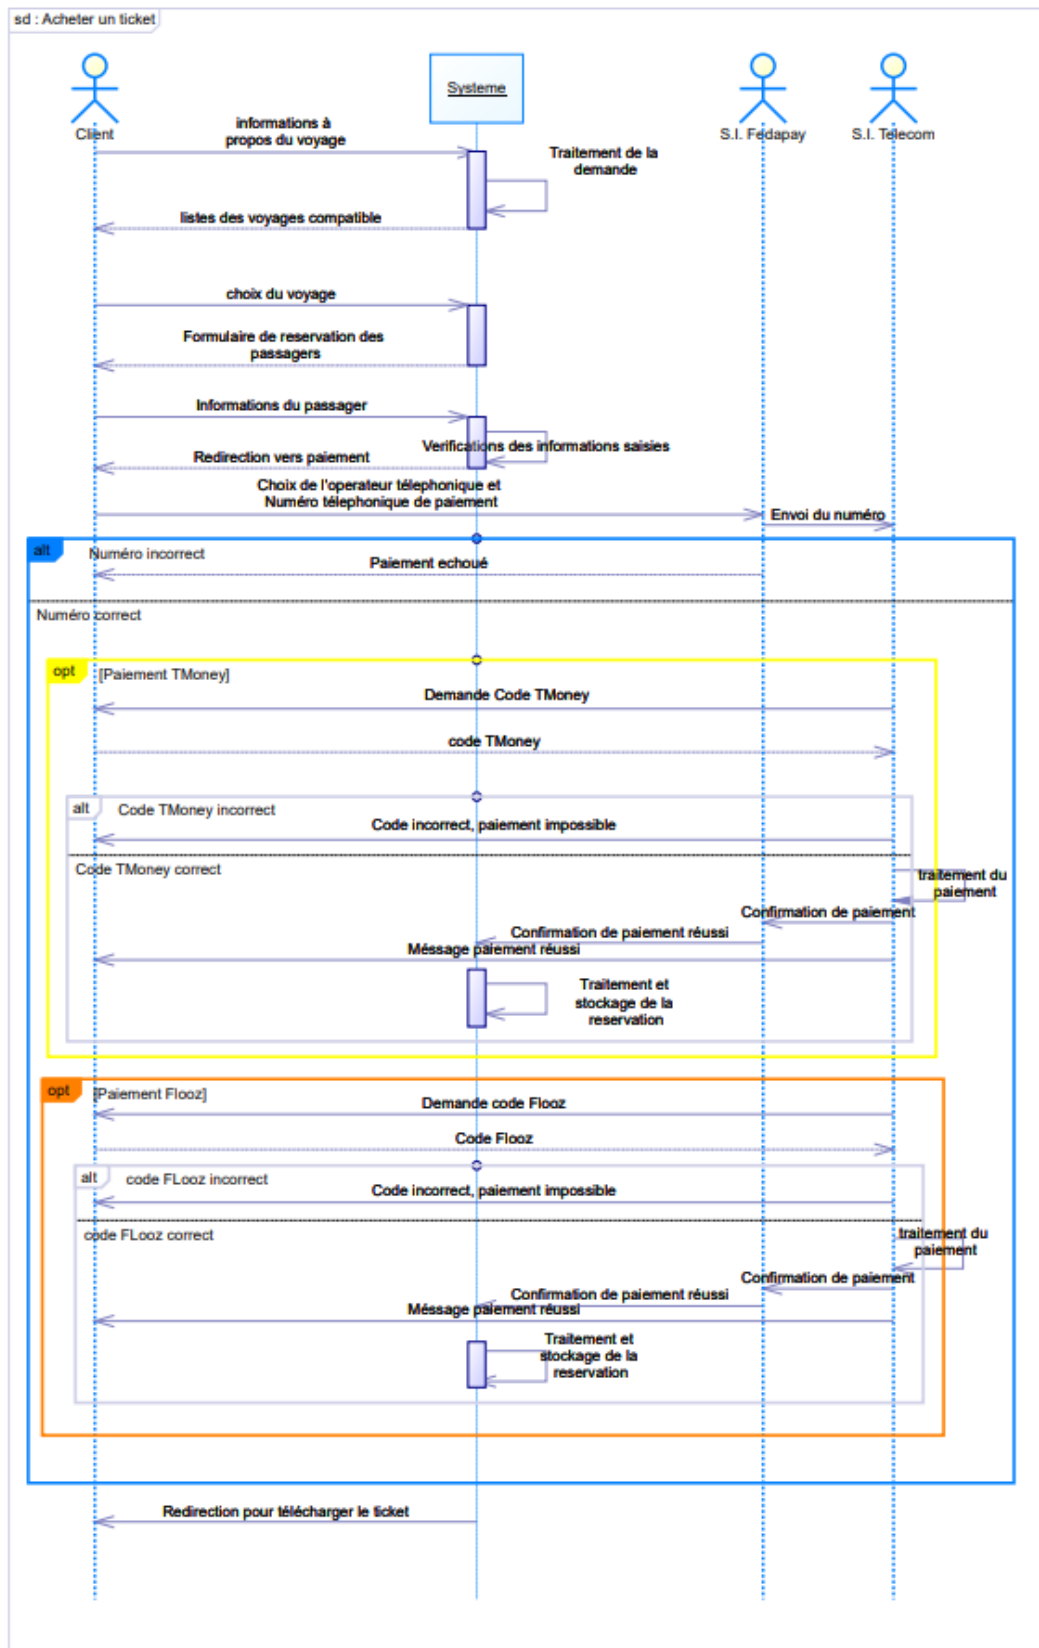 sd : Acheter un ticket
Client
Systeme
S.I. Fedapay
S.I. Telecom
informations à
propos du voyage
Traitement de la
demande
listes des voyages compatible
choix du voyage
Formulaire de reservation des
passagers
Informations du passager
Verifications des informations saisies
Redirection vers paiement
Choix de l'operateur télephonique et
Numéro télephonique de paiement
Envoi du numéro
alt
Numéro incorrect
Paiement echoué
Numéro correct
opt
[Paiement TMoney]
Demande Code TMoney
code TMoney
alt
Code TMoney incorrect
Code incorrect, paiement impossible
Code TMoney correct
traitement du
paiement
Confirmation de paiement
Confirmation de paiement réussi
Méssage paiement réussi
Traitement et
stockage de la
reservation
opt
[Paiement Flooz]
Demande code Flooz
Code Flooz
alt
code FLooz incorrect
Code incorrect, paiement impossible
code FLooz correct
traitement du
paiement
Confirmation de paiement
Confirmation de paiement réussi
Méssage paiement réussi
Traitement et
stockage de la
reservation
Redirection pour télécharger le ticket